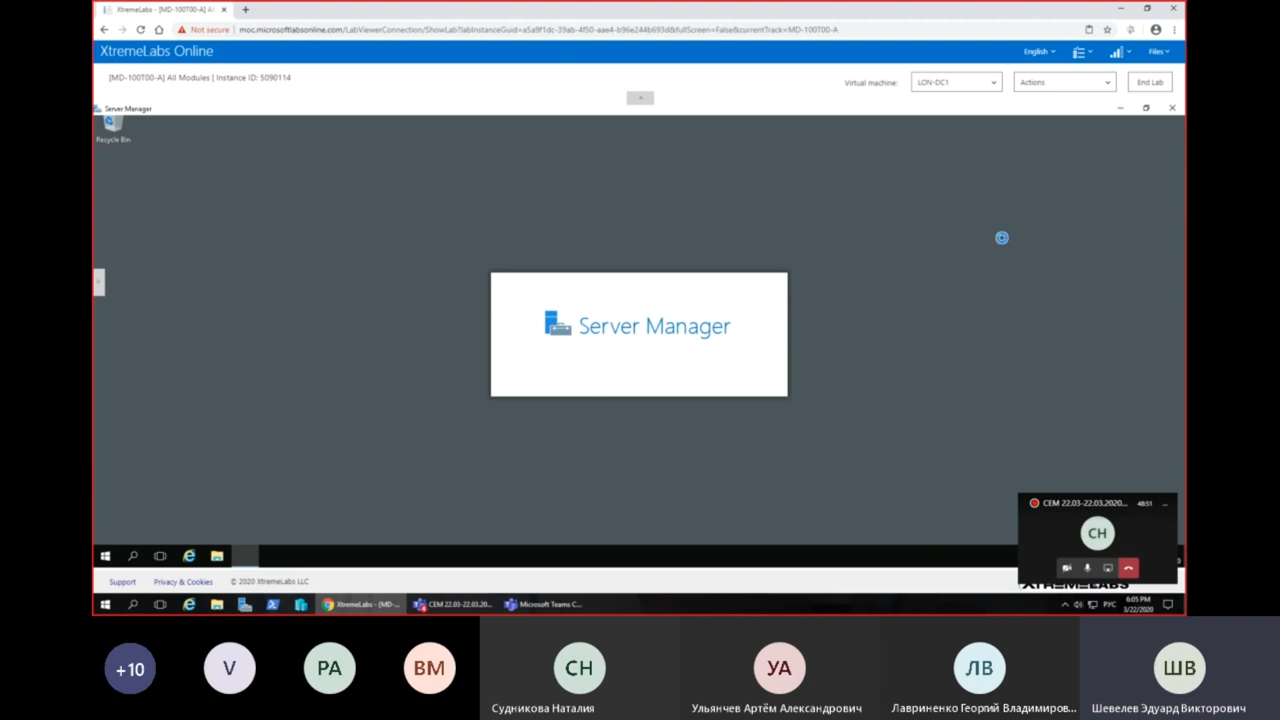 XtremeLabs - [MD-100T00-A] Al
Not secure
moc.microsoftlabsonline.com/LabViewerConnection/ShowLab?labInstanceGuid=a5a9f1dc-39ab-4f50-aae4-b96e244b693d&fullScreen=False&currentTrack=MD-100T00-A
XtremeLabs Online
English
Files
[MD-100T00-A] All Modules | Instance ID: 5090114
Virtual machine:
LON-DC1
Actions
End Lab
Server Manager
Recycle Bin
Server Manager
CEM 22.03-22.03.2020...
48:51
CH
Support
Privacy & Cookies
© 2020 XtremeLabs LLC
XTREMELABS
XtremeLabs - [MD-...
CEM 22.03-22.03.20...
Microsoft Teams C...
РУС
6:05 PM
3/22/2020
+10
V
PA
BM
СН
УА
ЛВ
ШВ
Судникова Наталия
Ульянчев Артём Александрович
Лавриненко Георгий Владимиров...
Шевелев Эдуард Викторович